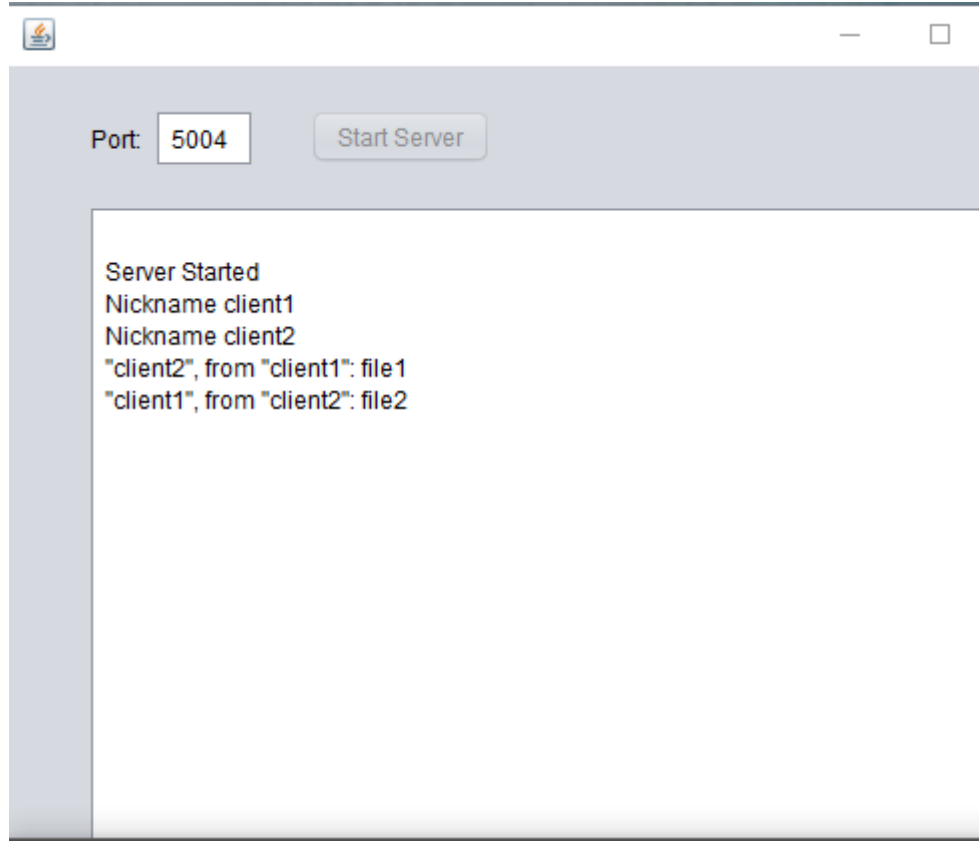 Port: 5004 Start Server
Server Started
Nickname client1
Nickname client2
"client2", from "client1": file1
"client1", from "client2": file2